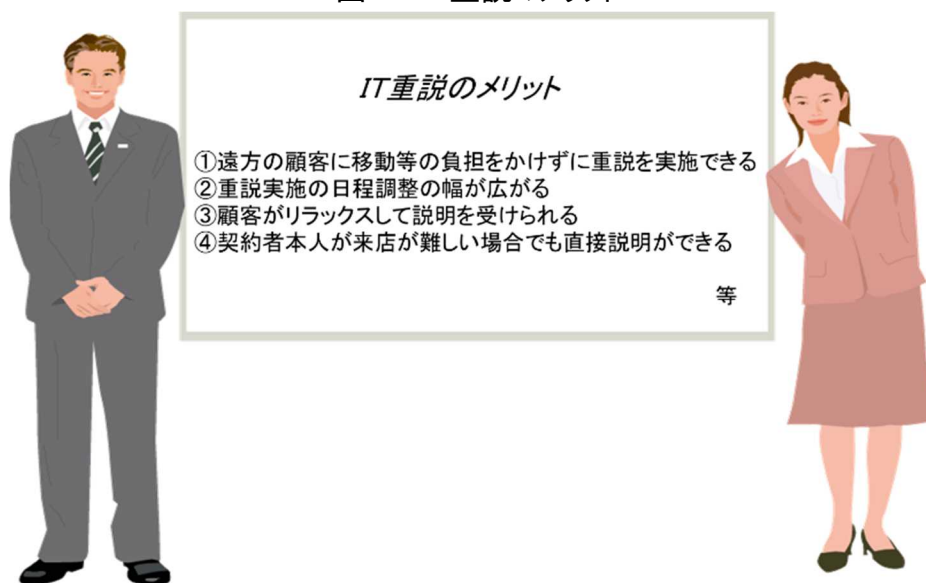 IT重説のメリット
①遠方の顧客に移動等の負担をかけずに重説を実施できる
②重説実施の日程調整の幅が広がる
③顧客がリラックスして説明を受けられる
④契約者本人が来店が難しい場合でも直接説明ができる
等